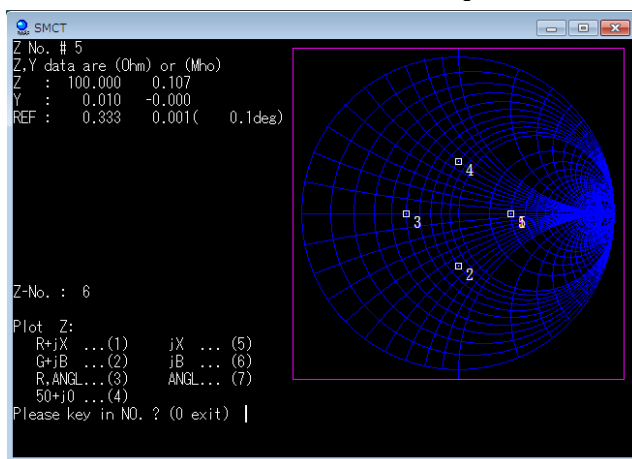 SMCT
Z No. # 5
Z,Y data are (Ohm) or (Mho)
Z : 100.000 0.107
Y : 0.010 -0.000
REF : 0.333 0.001( 0.1deg)
4
3
5
2
Z-No. : 6
Plot Z:
R+jX ...(1) jX ... (5)
G+jB ...(2) jB ... (6)
R,ANGL...(3) ANGL... (7)
50+j0 ...(4)
Please key in NO. ? (0 exit)